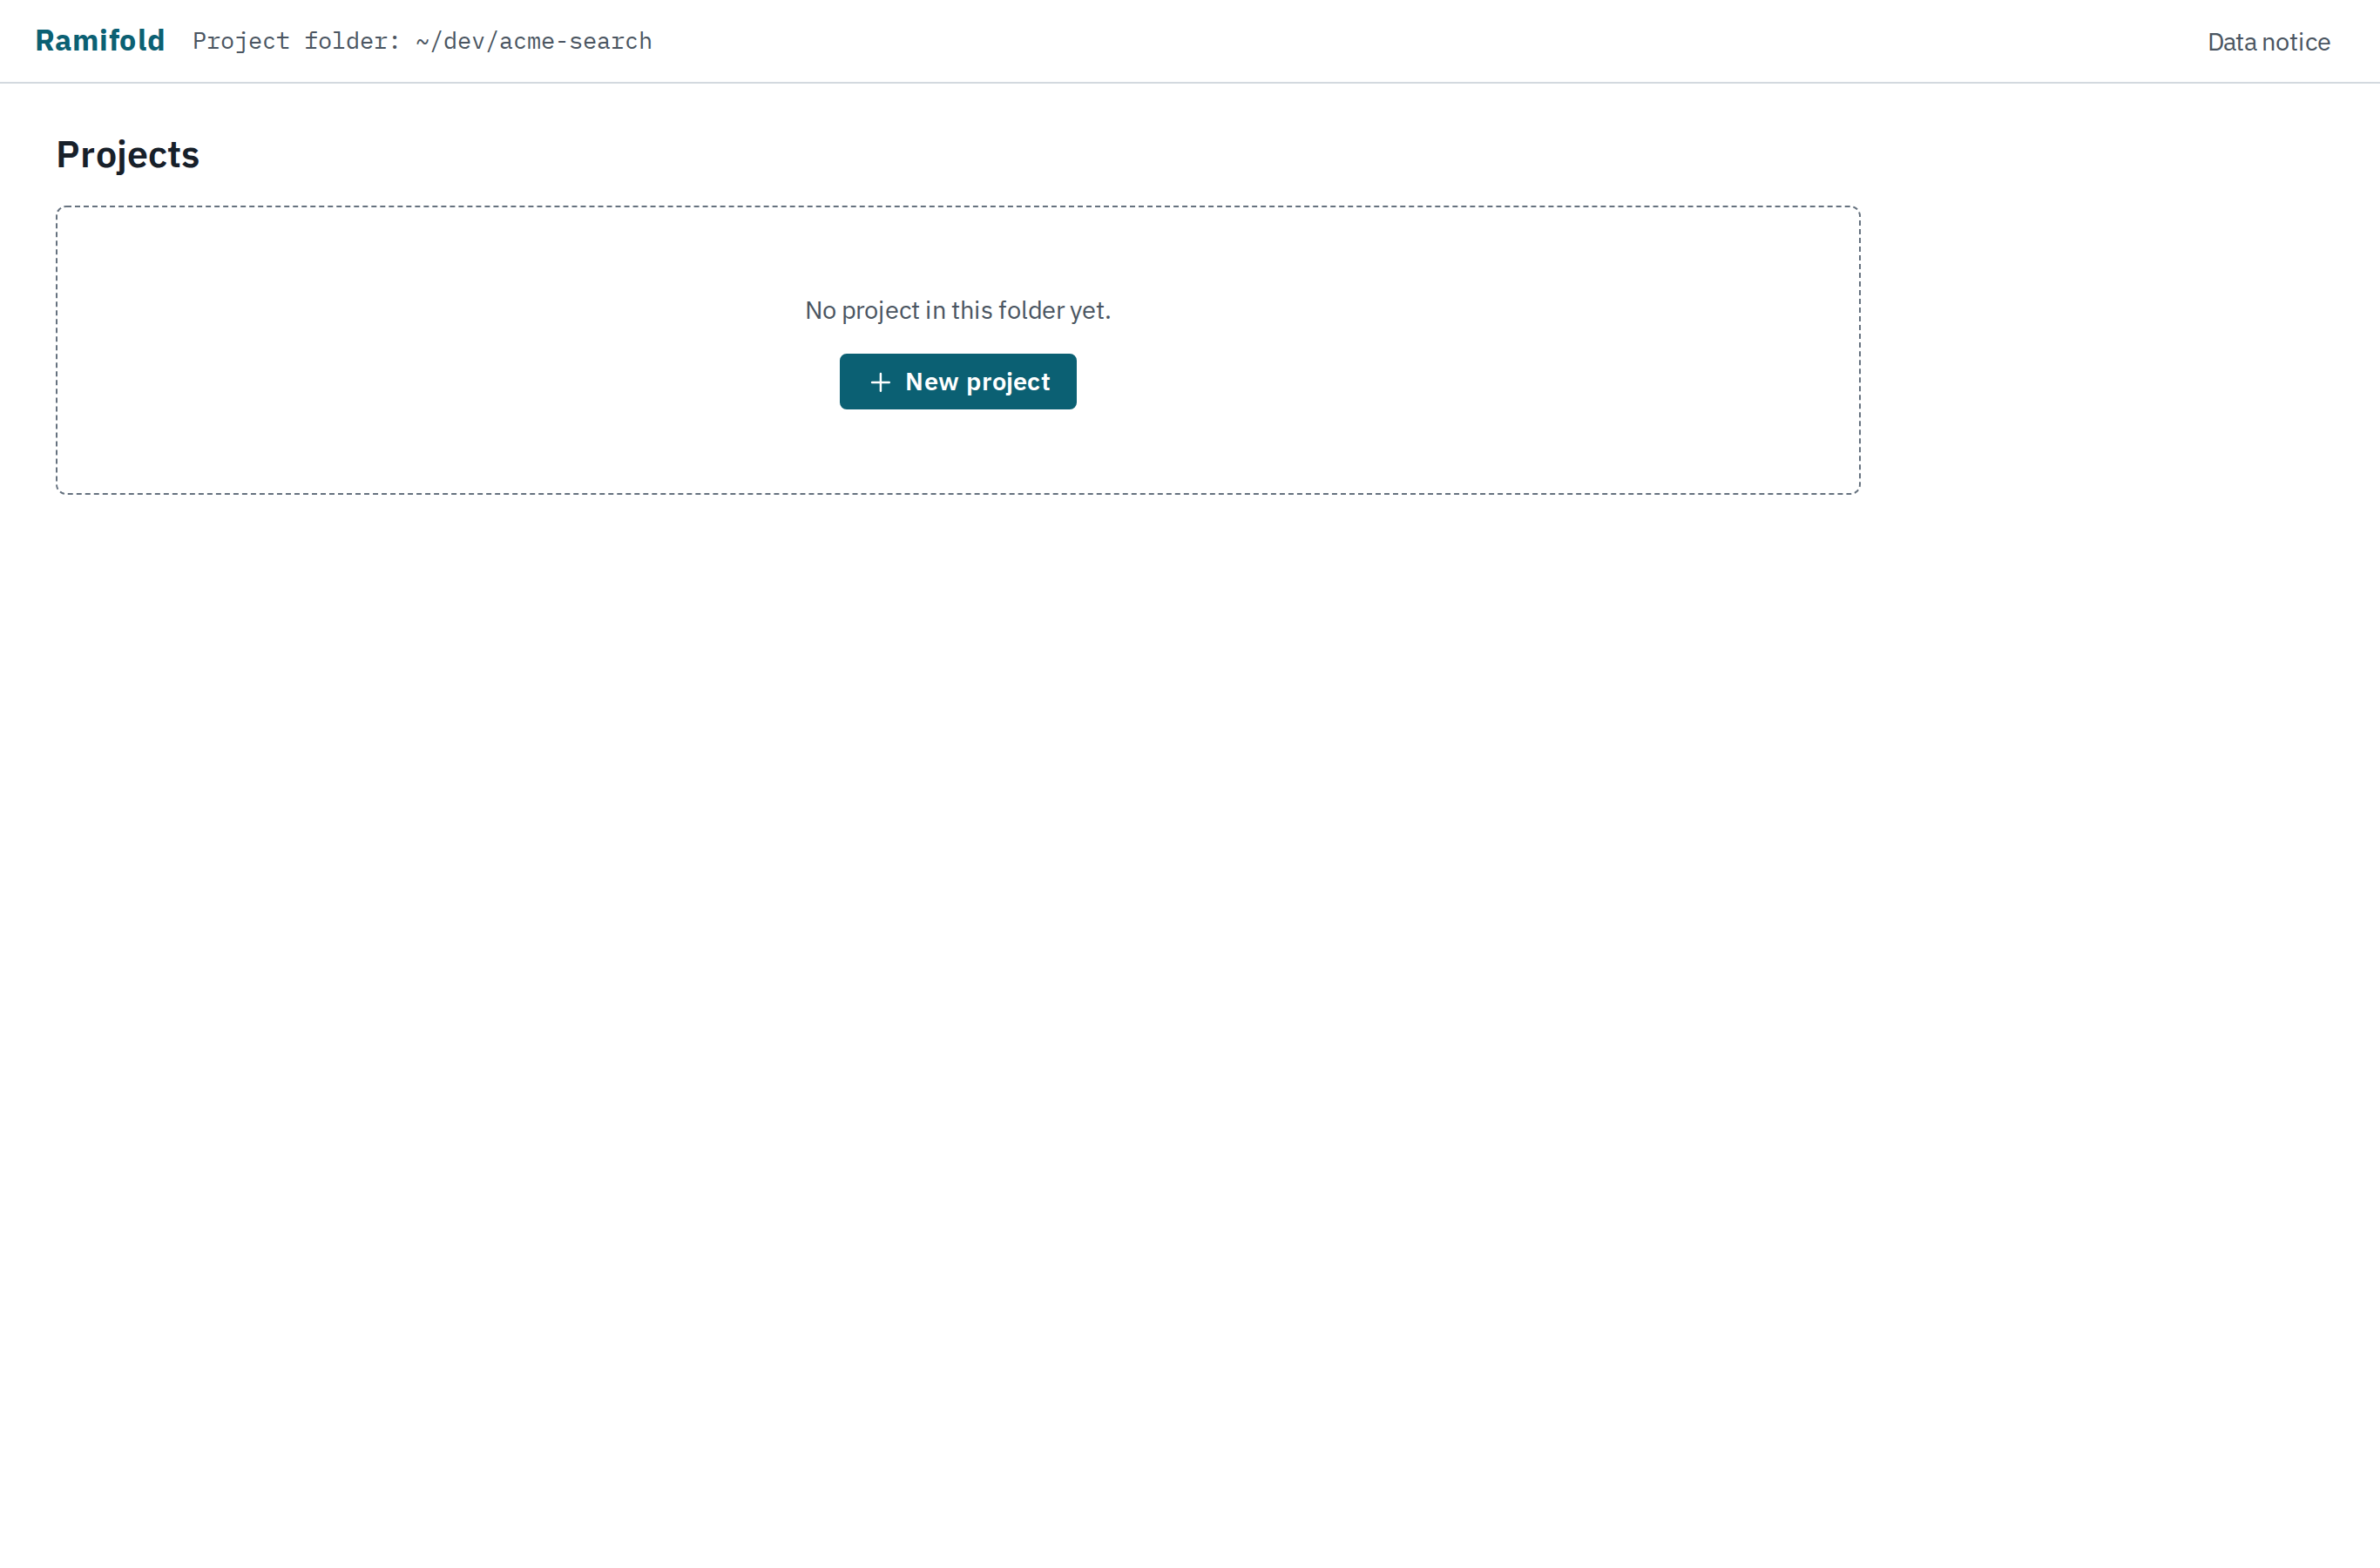 Ramifold Project folder: ~/dev/acme-search Data notice
Projects
No project in this folder yet.
+ New project